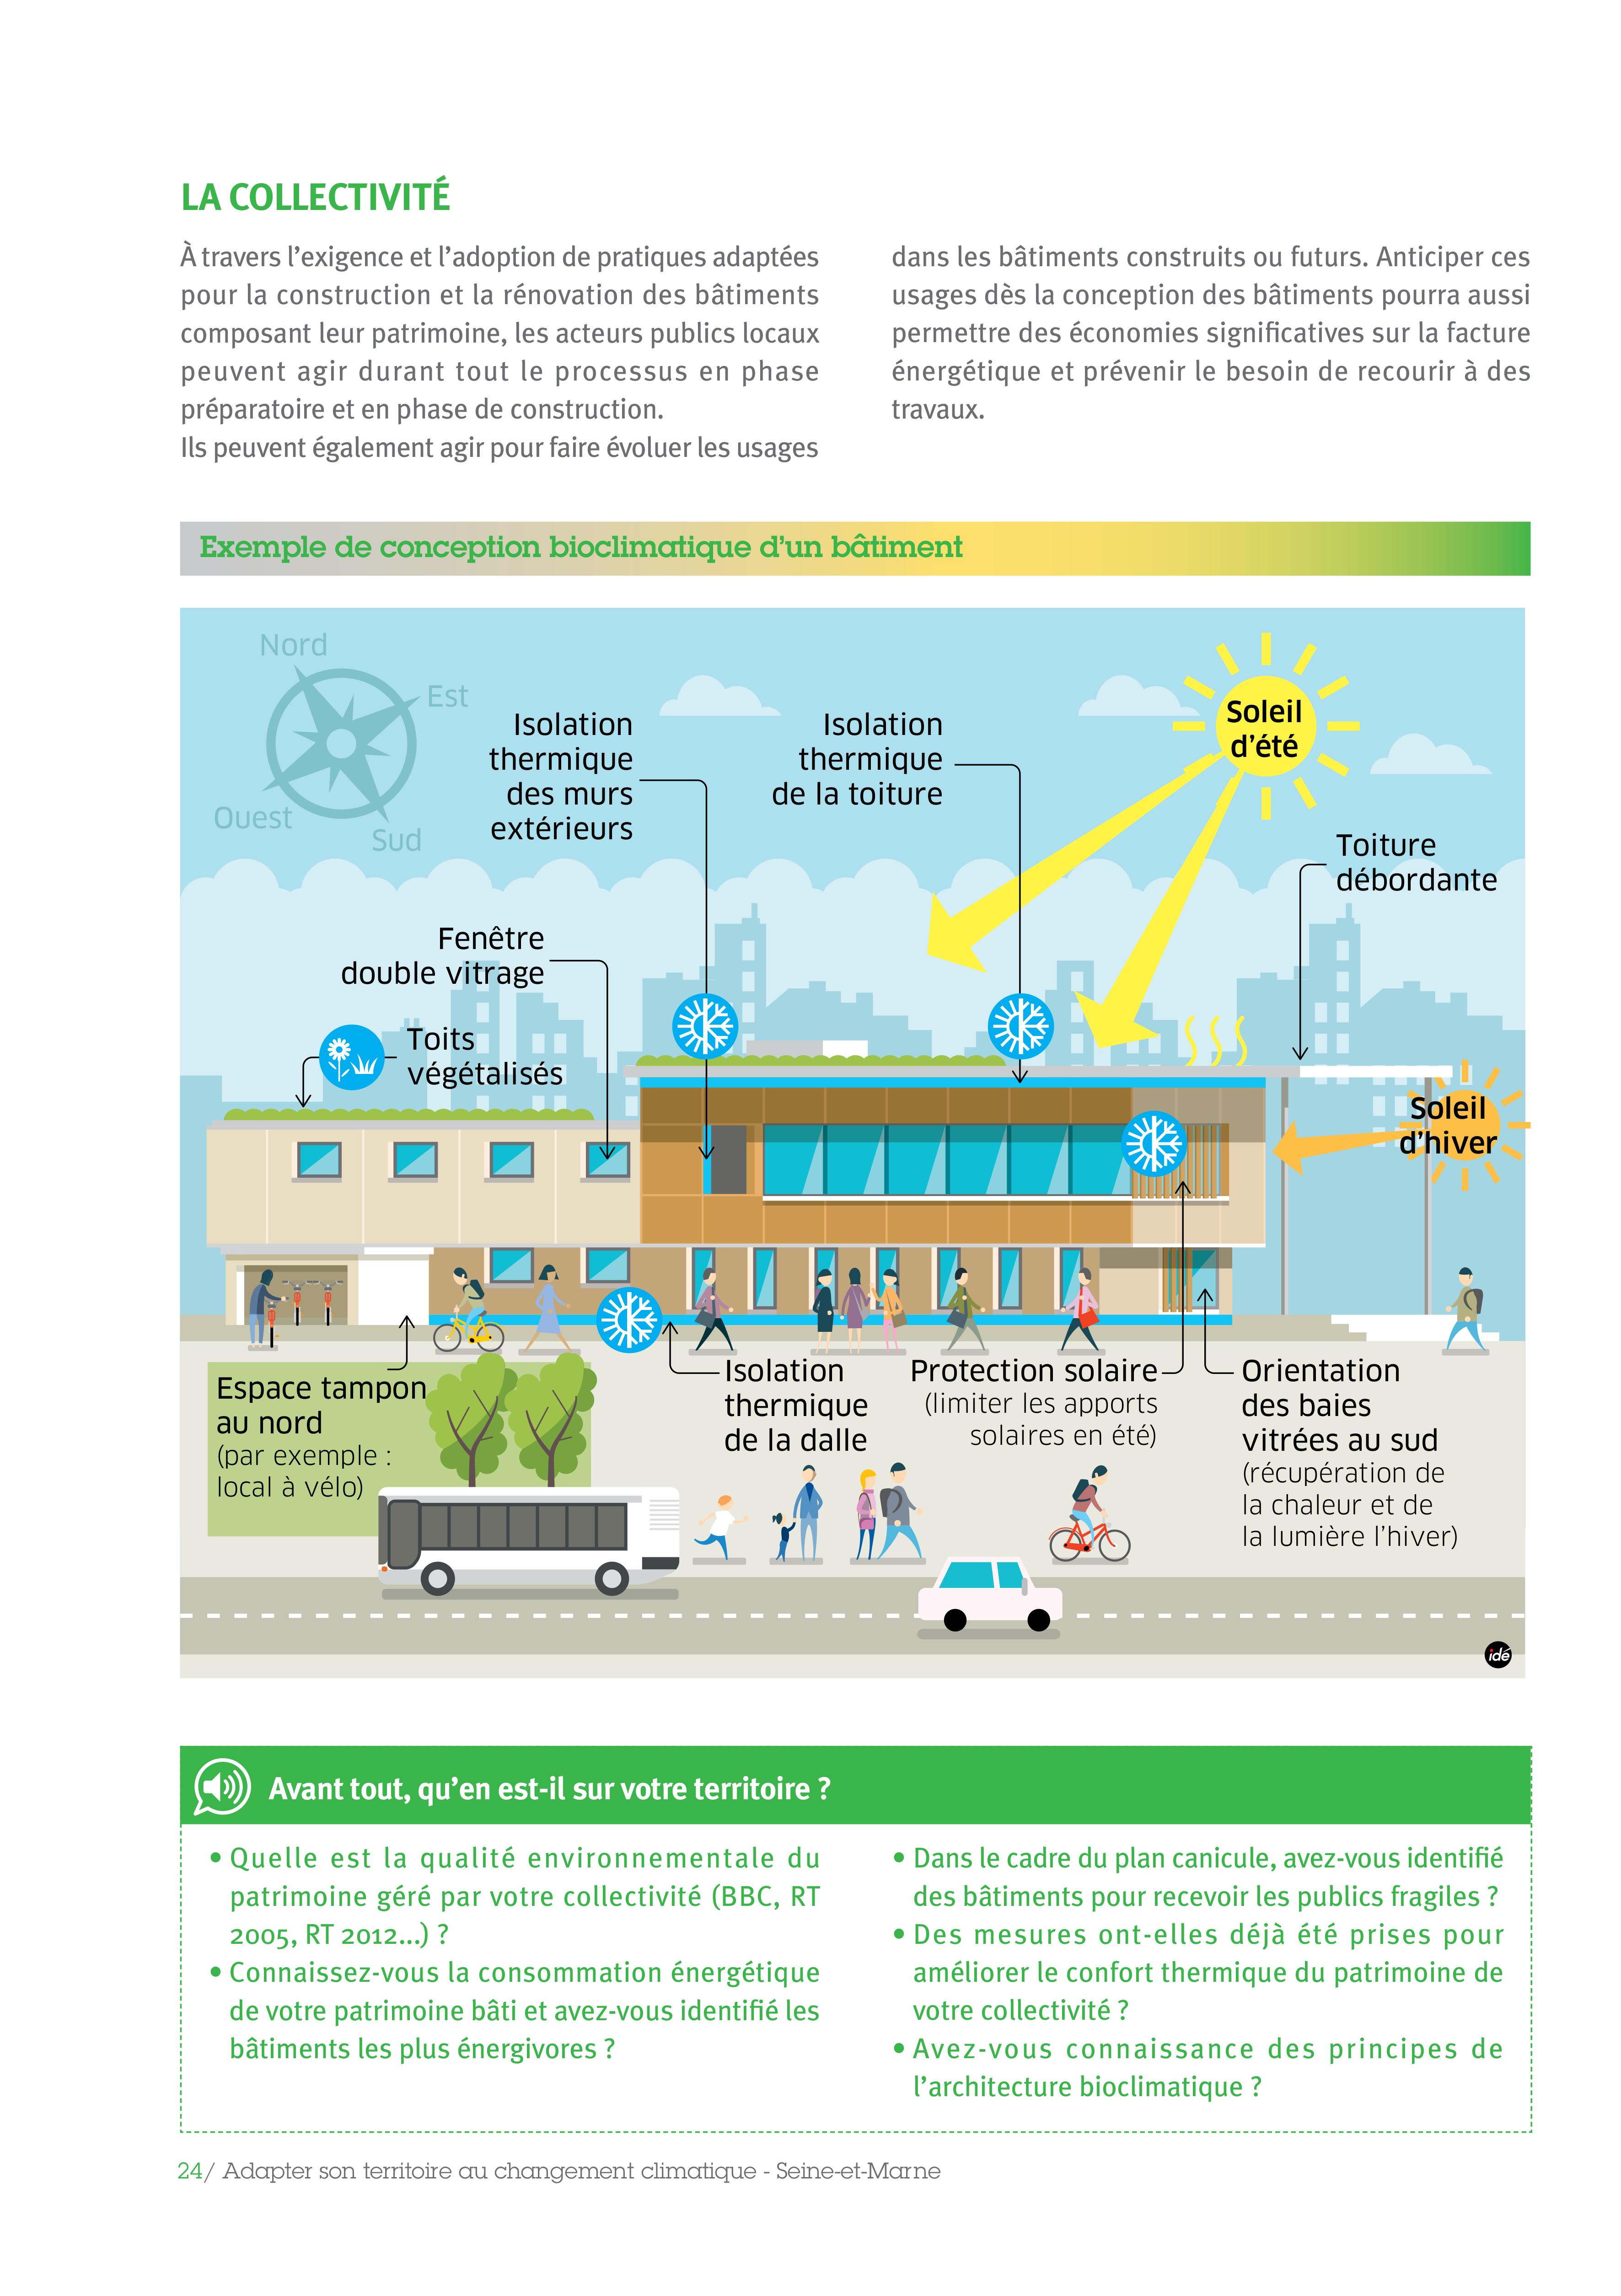 LA COLLECTIVITÉ
À travers l’exigence et l’adoption de pratiques adaptées
pour la construction et la rénovation des bâtiments
composant leur patrimoine, les acteurs publics locaux
peuvent agir durant tout le processus en phase
préparatoire et en phase de construction.
Ils peuvent également agir pour faire évoluer les usages
dans les bâtiments construits ou futurs. Anticiper ces
usages dès la conception des bâtiments pourra aussi
permettre des économies significatives sur la facture
énergétique et prévenir le besoin de recourir à des
travaux.
Exemple de conception bioclimatique d’un bâtiment
Nord
Est
Ouest
Sud
Isolation
thermique
des murs
extérieurs
Isolation
thermique
de la toiture
Soleil
d’été
Toiture
débordante
Fenêtre
double vitrage
Toits
végétalisés
Soleil
d’hiver
Espace tampon
au nord
(par exemple :
local à vélo)
Isolation
thermique
de la dalle
Protection solaire
(limiter les apports
solaires en été)
Orientation
des baies
vitrées au sud
(récupération de
la chaleur et de
la lumière l’hiver)
idé
Avant tout, qu’en est-il sur votre territoire ?
• Quelle est la qualité environnementale du
patrimoine géré par votre collectivité (BBC, RT
2005, RT 2012...) ?
• Connaissez-vous la consommation énergétique
de votre patrimoine bâti et avez-vous identifié les
bâtiments les plus énergivores ?
• Dans le cadre du plan canicule, avez-vous identifié
des bâtiments pour recevoir les publics fragiles ?
• Des mesures ont-elles déjà été prises pour
améliorer le confort thermique du patrimoine de
votre collectivité ?
• Avez-vous connaissance des principes de
l’architecture bioclimatique ?
24/ Adapter son territoire au changement climatique - Seine-et-Marne